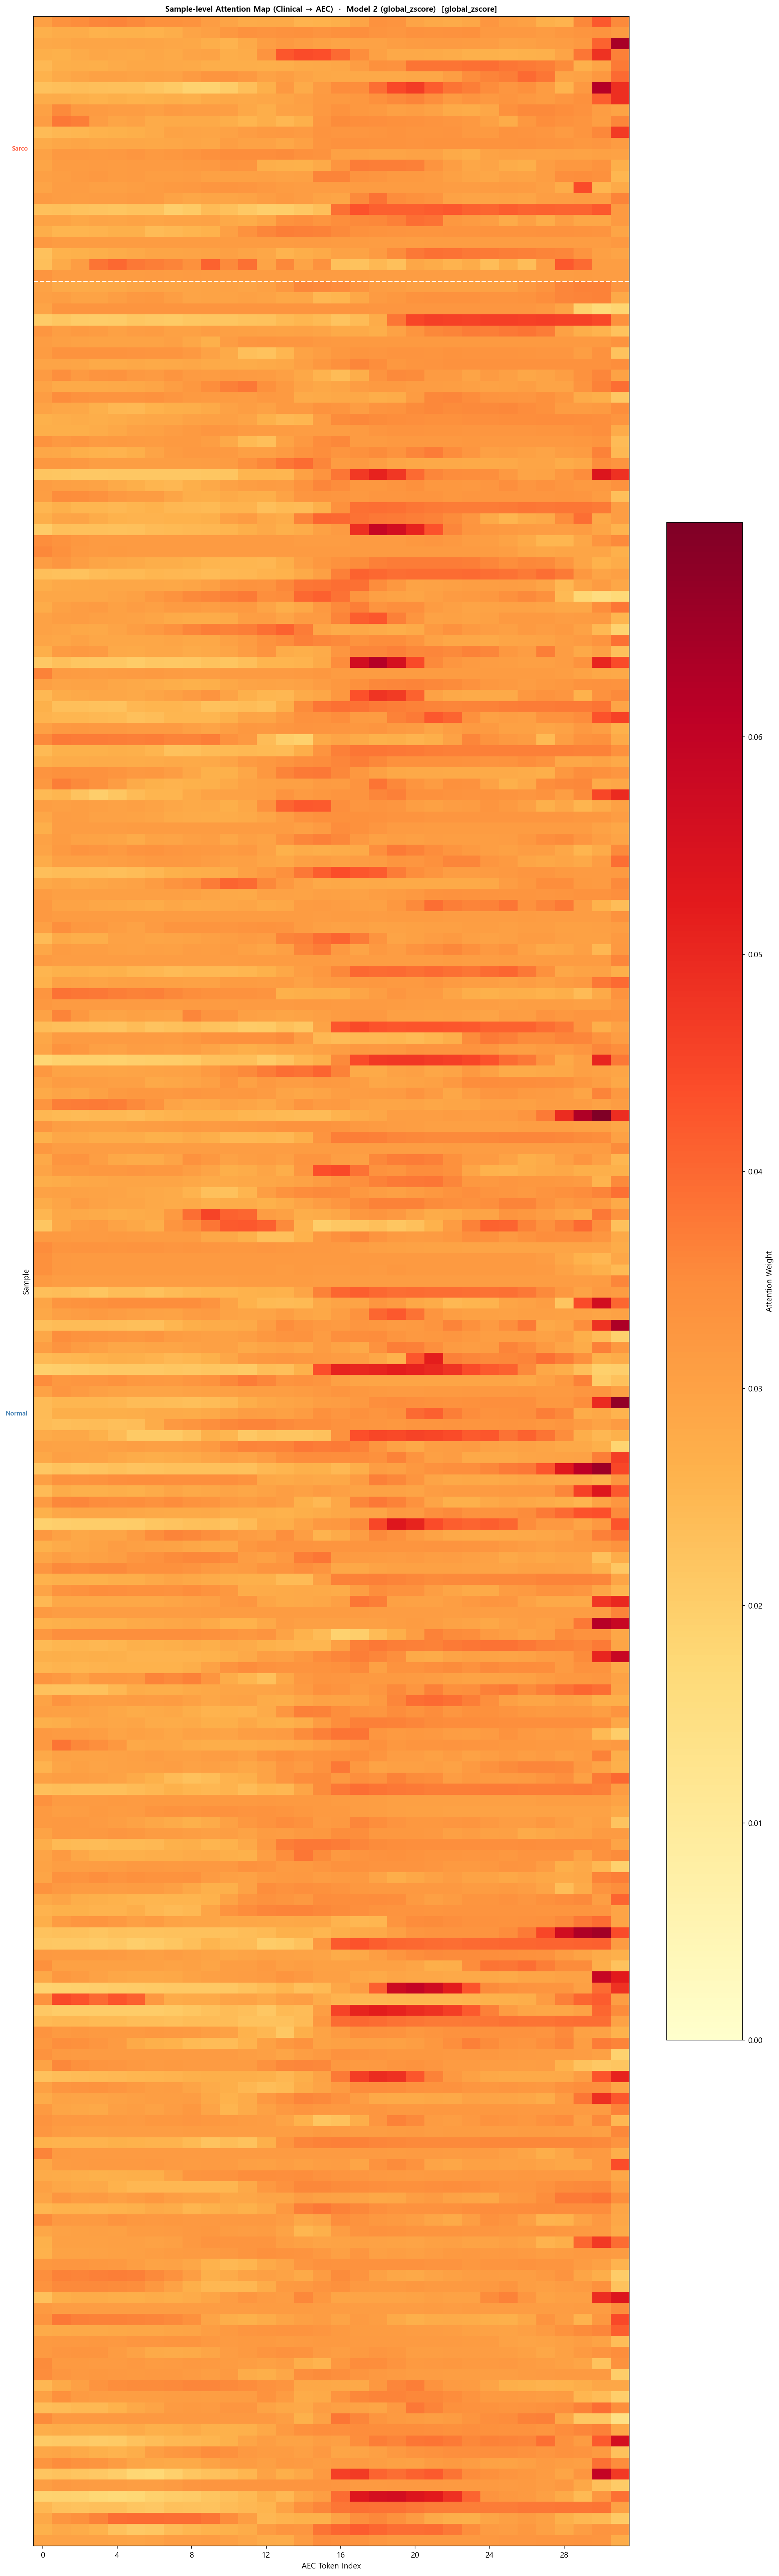 Sample-level Attention Map (Clinical → AEC)  ·  Model 2 (global_zscore)  [global_zscore]
Sarco
Normal
Sample
0 4 8 12 16 20 24 28
AEC Token Index
0.06
0.05
0.04
0.03
0.02
0.01
0.00
Attention Weight